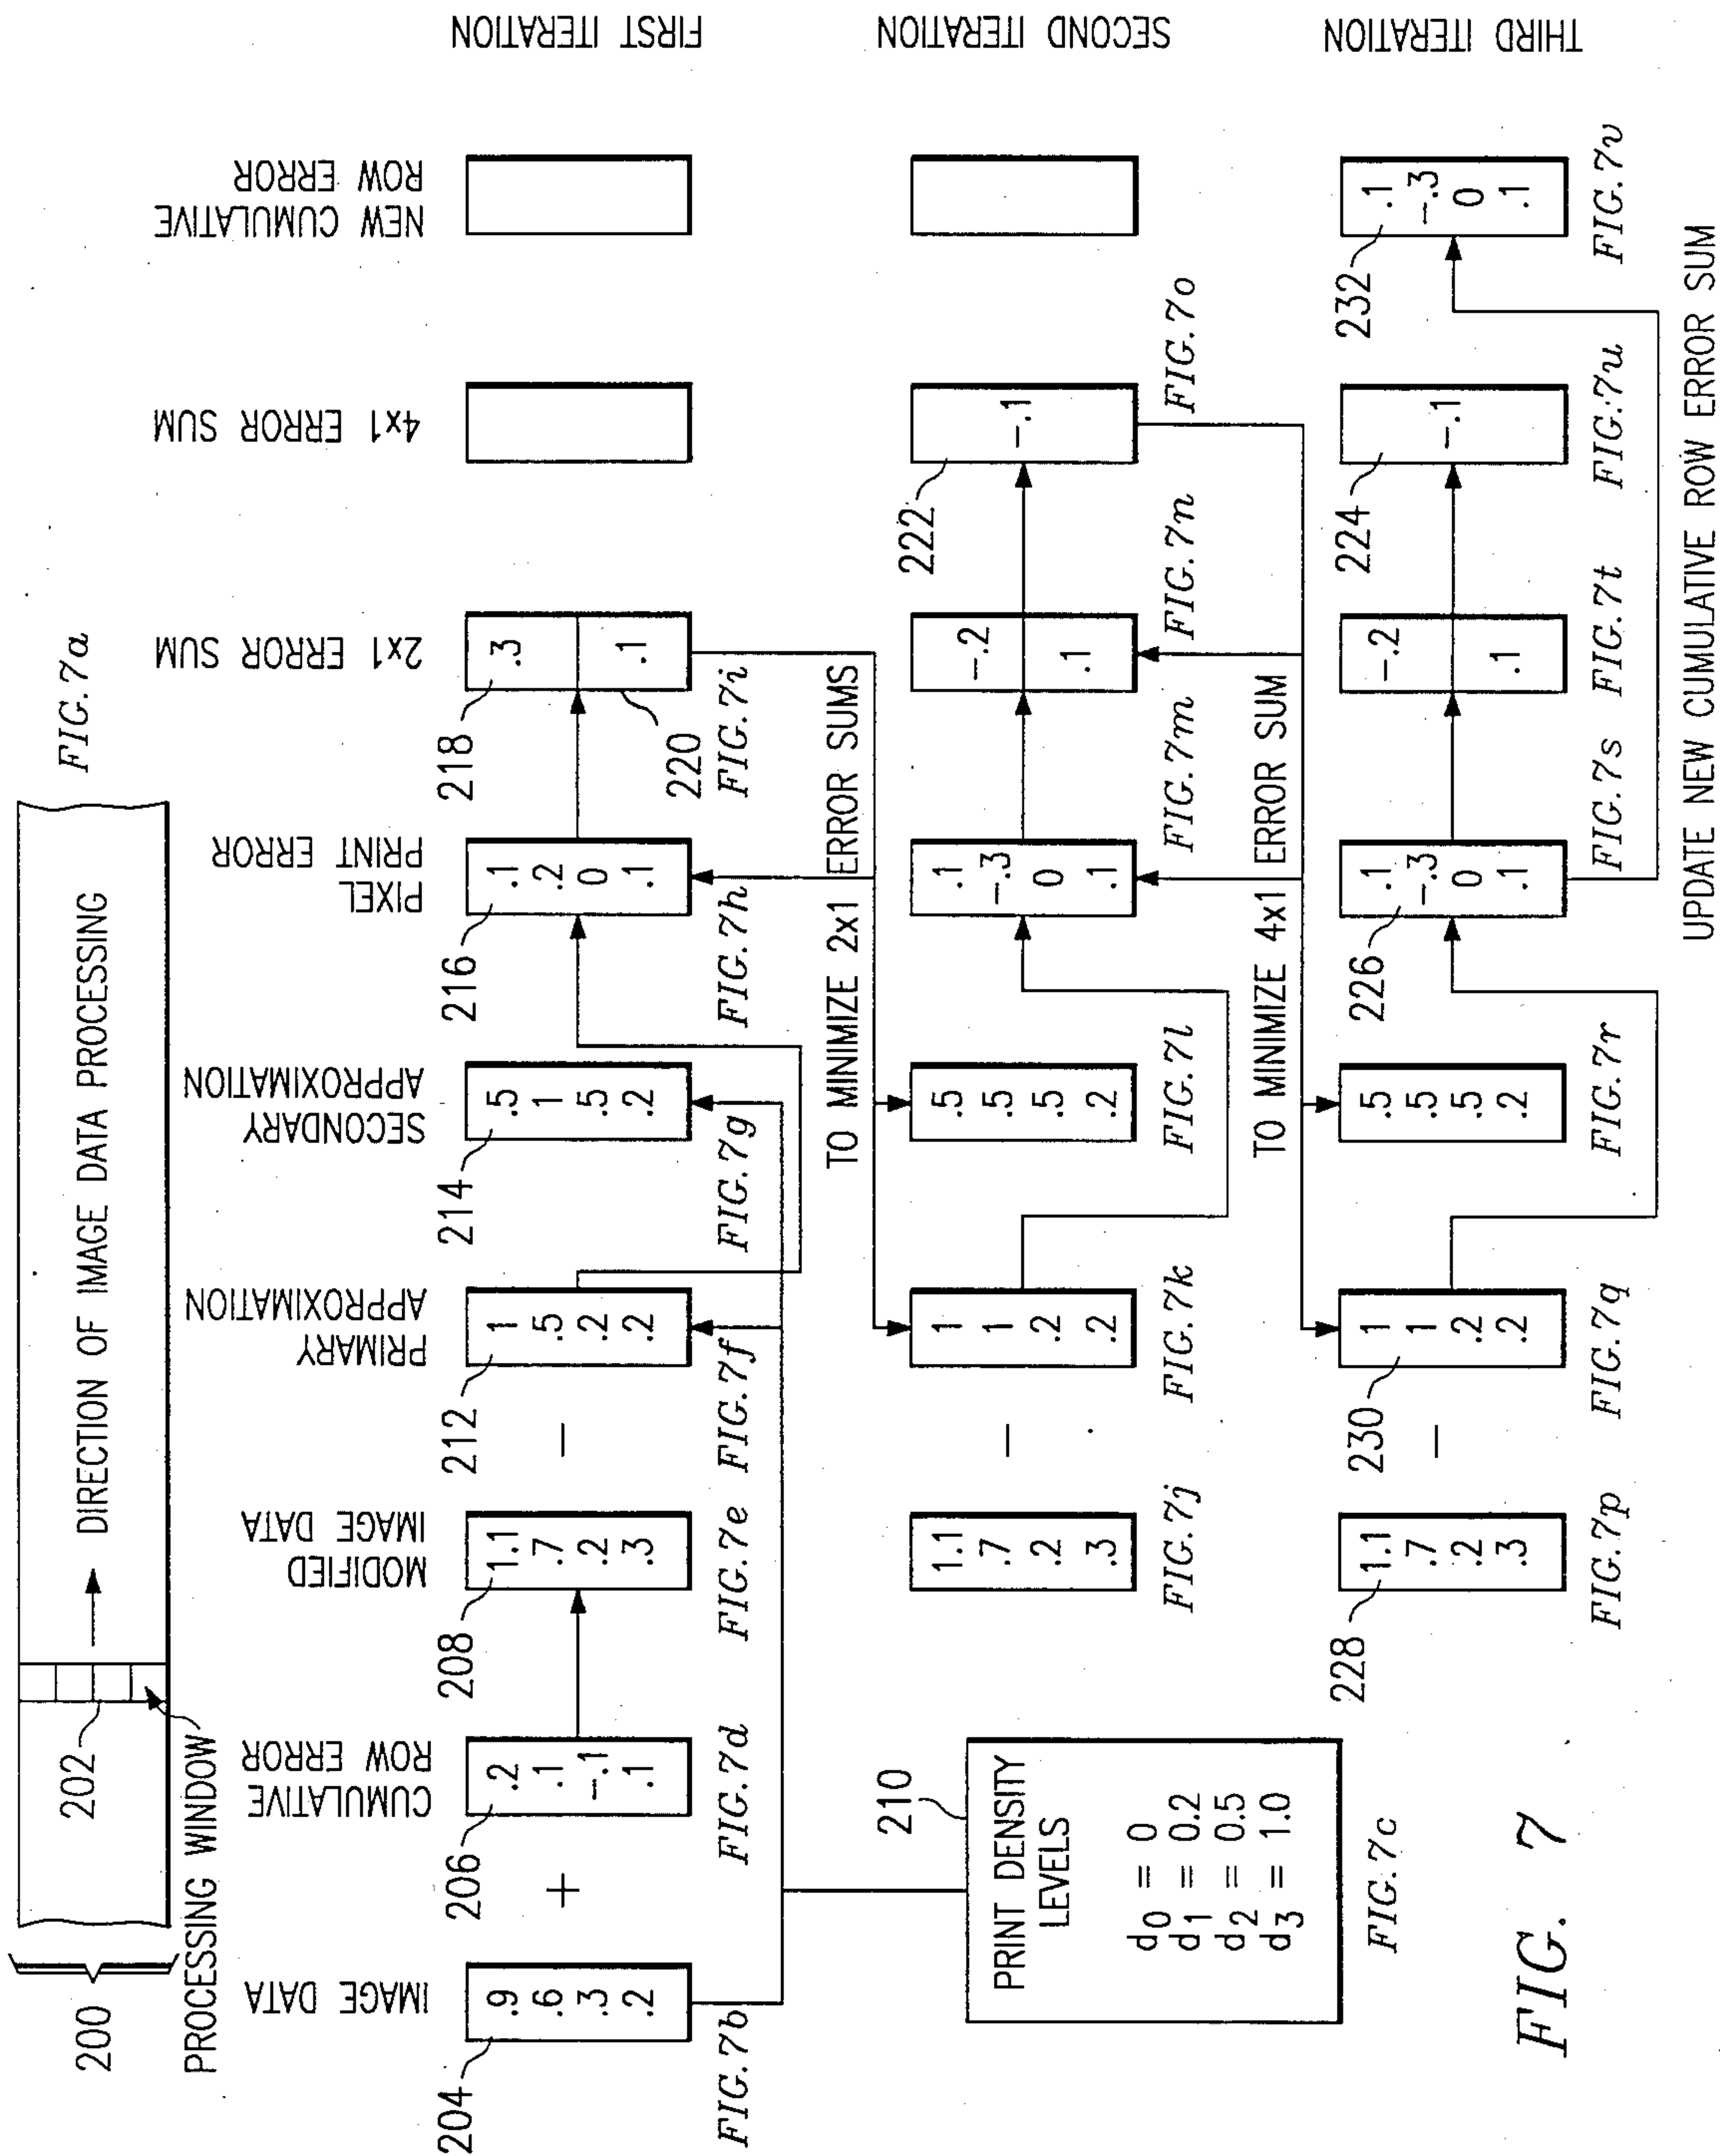 FIG. 7a
200
202
PROCESSING WINDOW
DIRECTION OF IMAGE DATA PROCESSING
IMAGE DATA
CUMULATIVE
ROW ERROR
MODIFIED
IMAGE DATA
PRIMARY
APPROXIMATION
SECONDARY
APPROXIMATION
PIXEL
PRINT ERROR
2x1 ERROR SUM
4x1 ERROR SUM
NEW CUMULATIVE
ROW ERROR
FIRST ITERATION
204
.9
.6
.3
.2
FIG. 7b
+
206
.2
.1
-.1
.1
FIG. 7d
208
1.1
.7
.2
.3
FIG. 7e
–
212
1
.5
.2
.2
FIG. 7f
214
.5
1
.5
.2
FIG. 7g
216
.1
.2
0
.1
FIG. 7h
218
.3
.1
220
FIG. 7i
TO MINIMIZE 2x1 ERROR SUMS
SECOND ITERATION
1.1
.7
.2
.3
FIG. 7j
–
1
1
.2
.2
FIG. 7k
.5
.5
.5
.2
FIG. 7l
.1
-.3
0
.1
FIG. 7m
-.2
.1
FIG. 7n
222
-.1
FIG. 7o
TO MINIMIZE 4x1 ERROR SUM
210
PRINT DENSITY
LEVELS
d0 = 0
d1 = 0.2
d2 = 0.5
d3 = 1.0
FIG. 7c
THIRD ITERATION
228
1.1
.7
.2
.3
FIG. 7p
–
230
1
1
.2
.2
FIG. 7q
.5
.5
.5
.2
FIG. 7r
226
.1
-.3
0
.1
FIG. 7s
-.2
.1
FIG. 7t
224
-.1
FIG. 7u
232
.1
-.3
0
.1
FIG. 7v
UPDATE NEW CUMULATIVE ROW ERROR SUM
FIG. 7